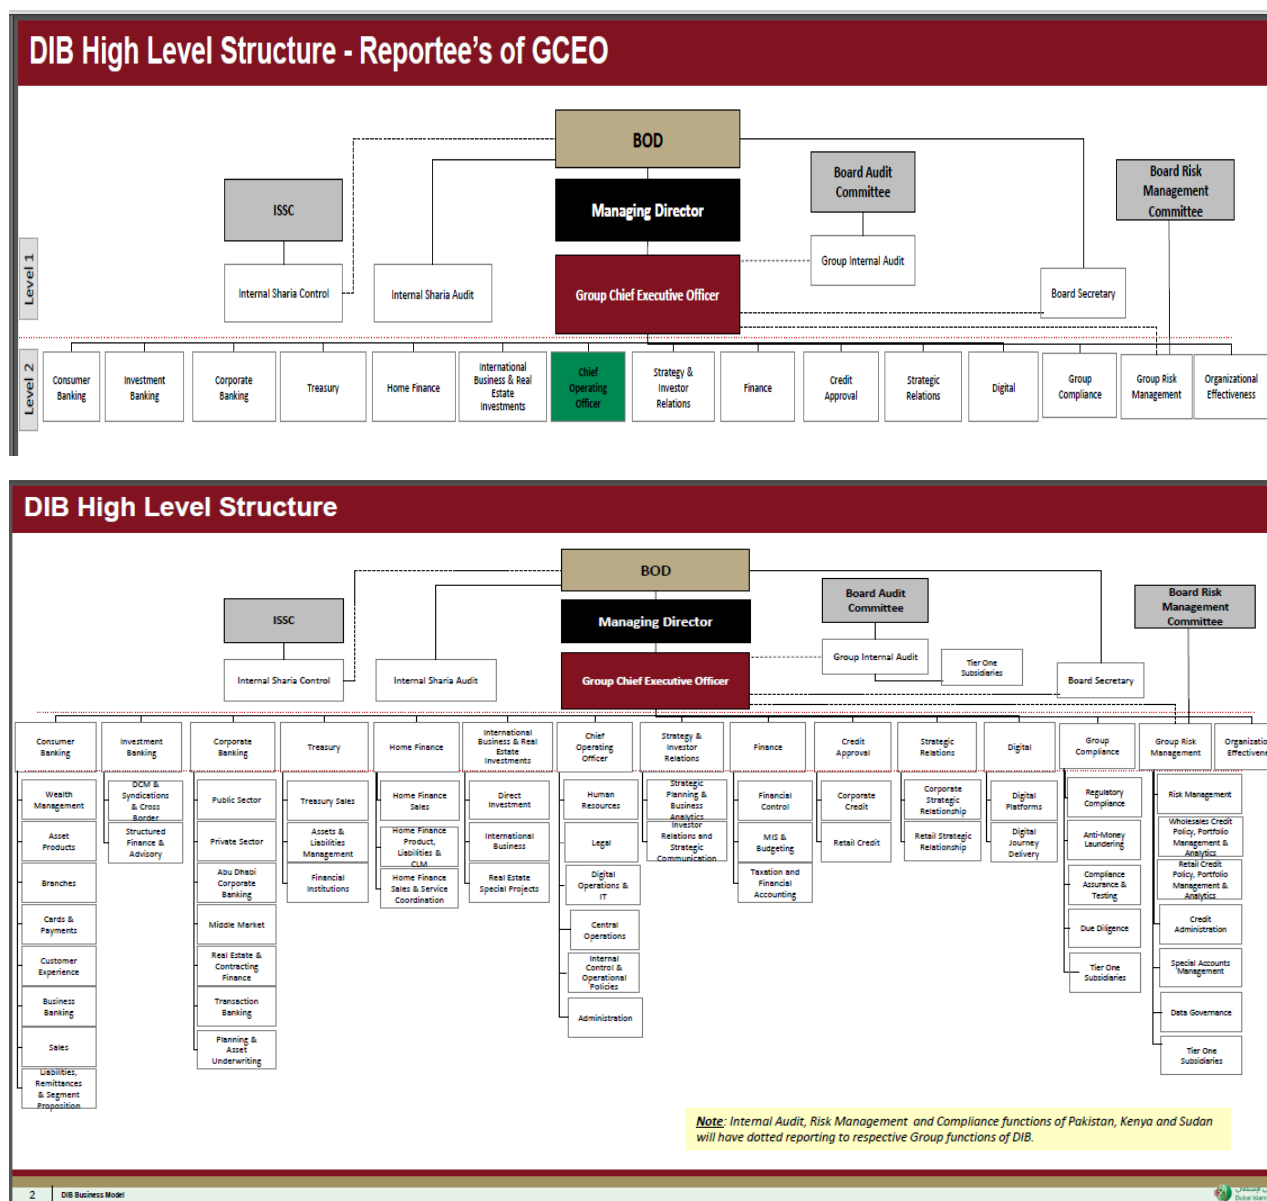 DIB High Level Structure - Reportee's of GCEO
BOD
Board Audit
Committee
Board Risk
Management
Committee
ISSC
Managing Director
Group Internal Audit
Level 1
Internal Sharia Control
Internal Sharia Audit
Group Chief Executive Officer
Board Secretary
Level 2
Consumer
Banking
Investment
Banking
Corporate
Banking
Treasury
Home Finance
International
Business & Real
Estate
Investments
Chief
Operating
Officer
Strategy &
Investor
Relations
Finance
Credit
Approval
Strategic
Relations
Digital
Group
Compliance
Group Risk
Management
Organizational
Effectiveness
DIB High Level Structure
BOD
Board Audit
Committee
Board Risk
Management
Committee
ISSC
Managing Director
Group Internal Audit
Tier One
Subsidiaries
Internal Sharia Control
Internal Sharia Audit
Group Chief Executive Officer
Board Secretary
Consumer
Banking
Investment
Banking
Corporate
Banking
Treasury
Home Finance
International
Business & Real
Estate
Investments
Chief
Operating
Officer
Strategy &
Investor
Relations
Finance
Credit
Approval
Strategic
Relations
Digital
Group
Compliance
Group Risk
Management
Organization
Effectivene
Wealth
Management
Asset
Products
Branches
Cards &
Payments
Customer
Experience
Business
Banking
Sales
Liabilities,
Remittances
& Segment
Proposition
DCM &
Syndications
& Cross
Border
Structured
Finance &
Advisory
Public Sector
Private Sector
Abu Dhabi
Corporate
Banking
Middle Market
Real Estate &
Contracting
Finance
Transaction
Banking
Planning &
Asset
Underwriting
Treasury Sales
Assets &
Liabilities
Management
Financial
Institutions
Home Finance
Sales
Home Finance
Product,
Liabilities &
CLM
Home Finance
Sales & Service
Coordination
Direct
Investment
International
Business
Real Estate
Special Projects
Human
Resources
Legal
Digital
Operations &
IT
Central
Operations
Internal
Control &
Operational
Policies
Administration
Strategic
Planning &
Business
Analytics
Investor
Relations and
Strategic
Communication
Financial
Control
MIS &
Budgeting
Taxation and
Financial
Accounting
Corporate
Credit
Retail Credit
Corporate
Strategic
Relationship
Retail Strategic
Relationship
Digital
Platforms
Digital
Journey
Delivery
Regulatory
Compliance
Anti-Money
Laundering
Compliance
Assurance &
Testing
Due Diligence
Tier One
Subsidiaries
Risk Management
Wholesales Credit
Policy, Portfolio
Management &
Analytics
Retail Credit
Policy, Portfolio
Management &
Analytics
Credit
Administration
Special Accounts
Management
Data Governance
Tier One
Subsidiaries
Note: Internal Audit, Risk Management and Compliance functions of Pakistan, Kenya and Sudan
will have dotted reporting to respective Group functions of DIB.
2
DIB Business Model